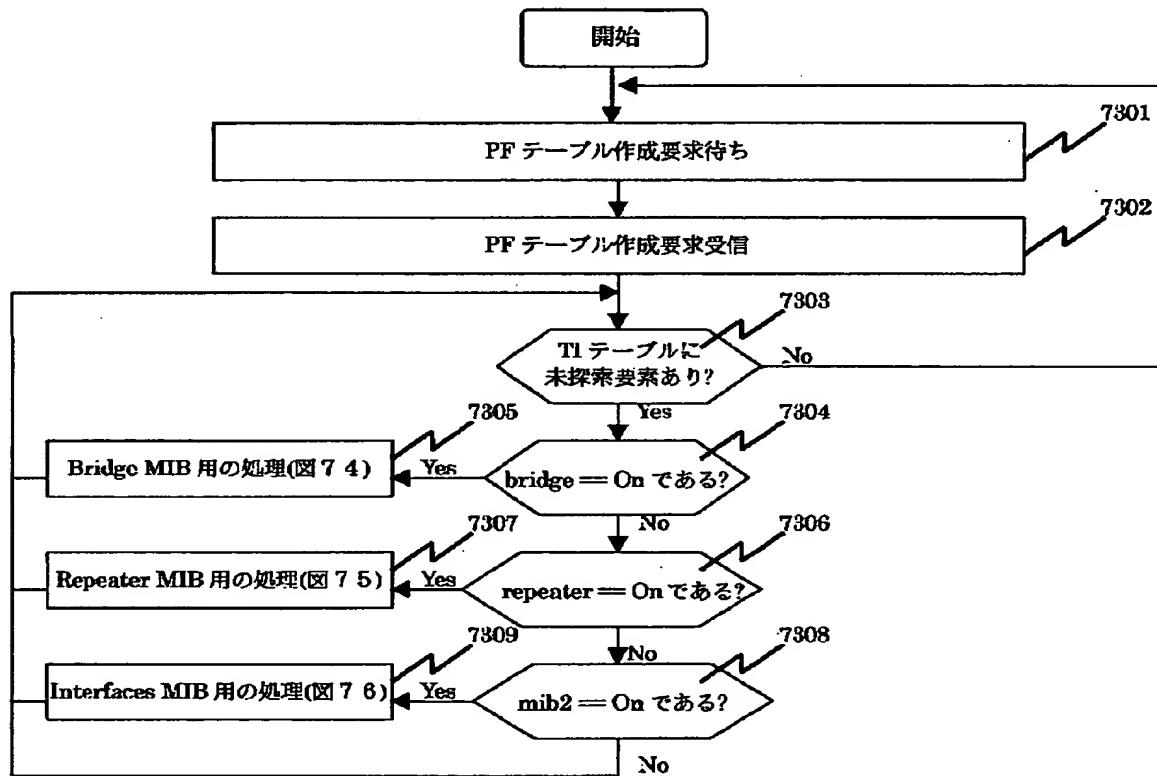 開始
7301
PF テーブル作成要求待ち
7302
PF テーブル作成要求受信
7303
TI テーブルに
未探索要素あり?
No
Yes
7304
7305
bridge == On である?
Yes
Bridge MIB 用の処理(図７４)
No
7306
7307
repeater == On である?
Yes
Repeater MIB 用の処理(図７５)
No
7308
7309
mib2 == On である?
Yes
Interfaces MIB 用の処理(図７６)
No